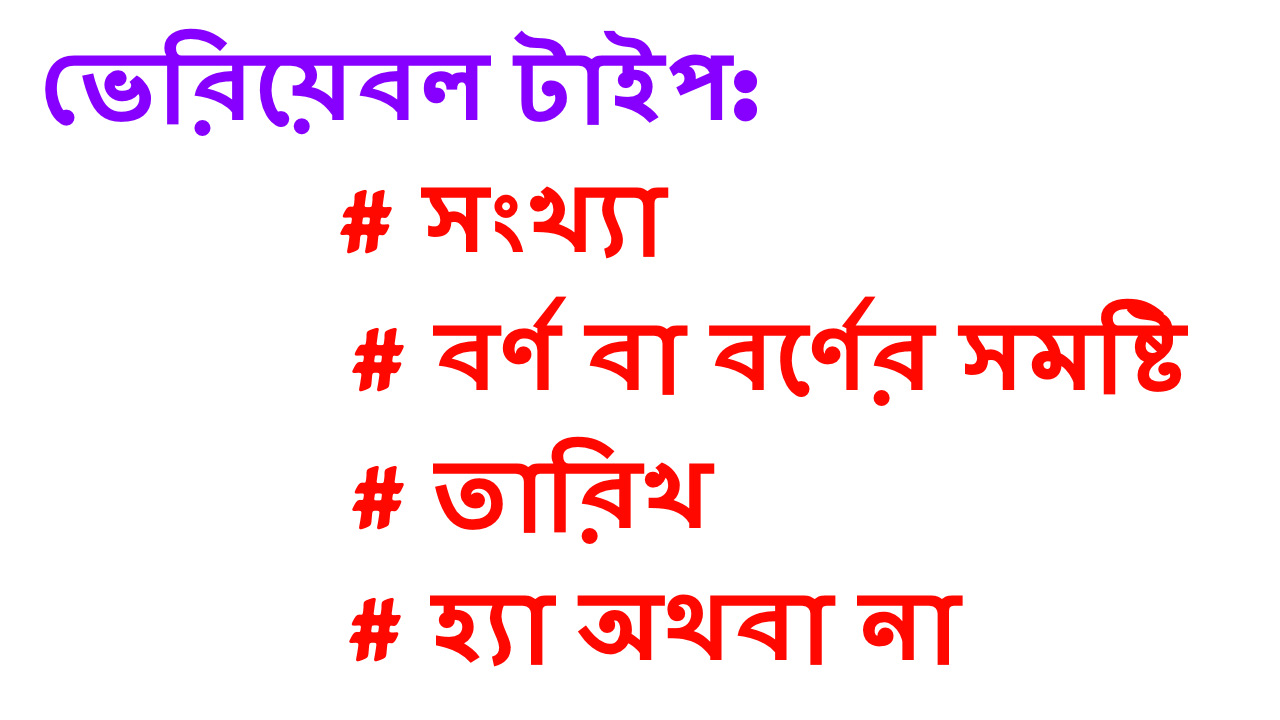 ভেরিয়েবল টাইপ:
# সংখ্যা
# বর্ণ বা বর্ণের সমষ্টি
# তারিখ
# হ্যা অথবা না